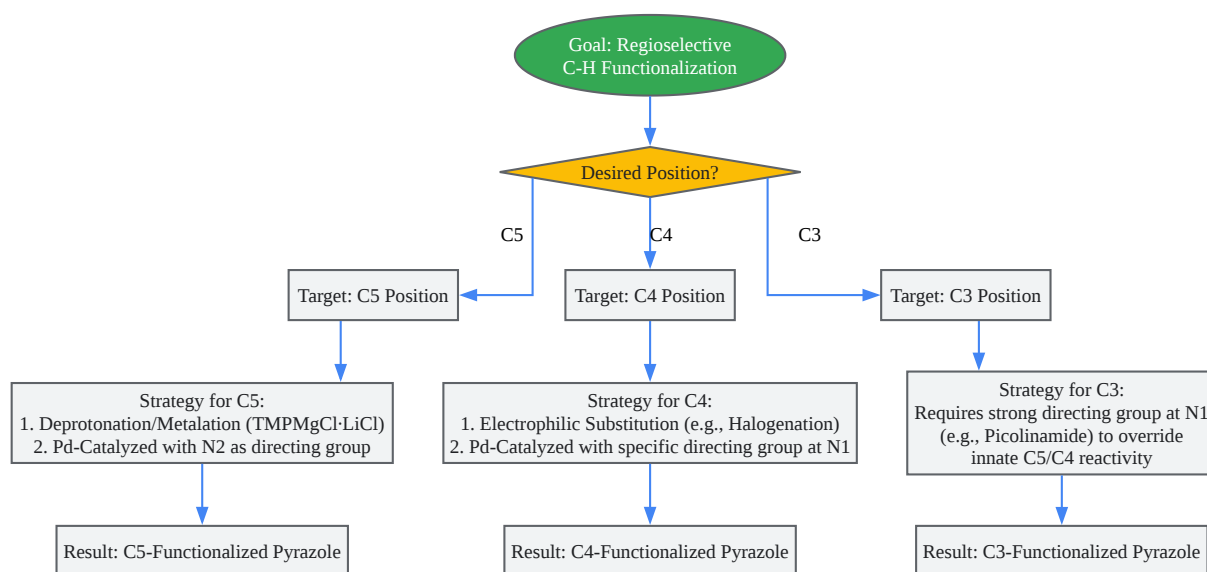 Goal: Regioselective
C-H Functionalization
Desired Position?
C5
C4
C3
Target: C5 Position
Target: C4 Position
Target: C3 Position
Strategy for C5:
1. Deprotonation/Metalation (TMPMgCl·LiCl)
2. Pd-Catalyzed with N2 as directing group
Strategy for C4:
1. Electrophilic Substitution (e.g., Halogenation)
2. Pd-Catalyzed with specific directing group at N1
Strategy for C3:
Requires strong directing group at N1
(e.g., Picolinamide) to override
innate C5/C4 reactivity
Result: C5-Functionalized Pyrazole
Result: C4-Functionalized Pyrazole
Result: C3-Functionalized Pyrazole